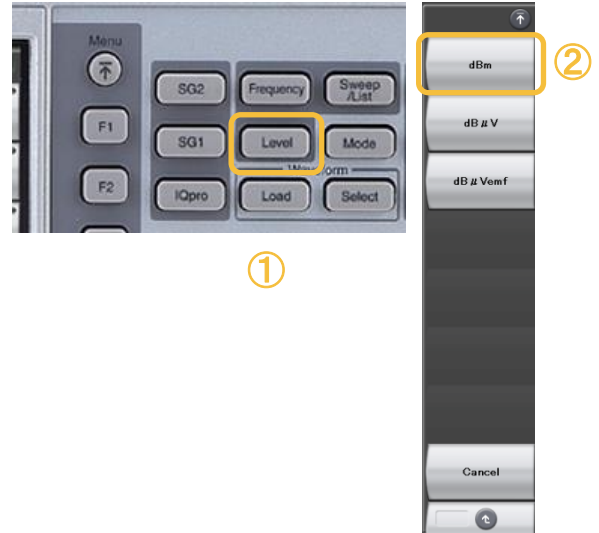 Menu
SG2
Frequency
Sweep
/List
F1
SG1
Level
Mode
Waveform
F2
IQpro
Load
Select
①
dBm
②
dBμV
dBμVemf
Cancel